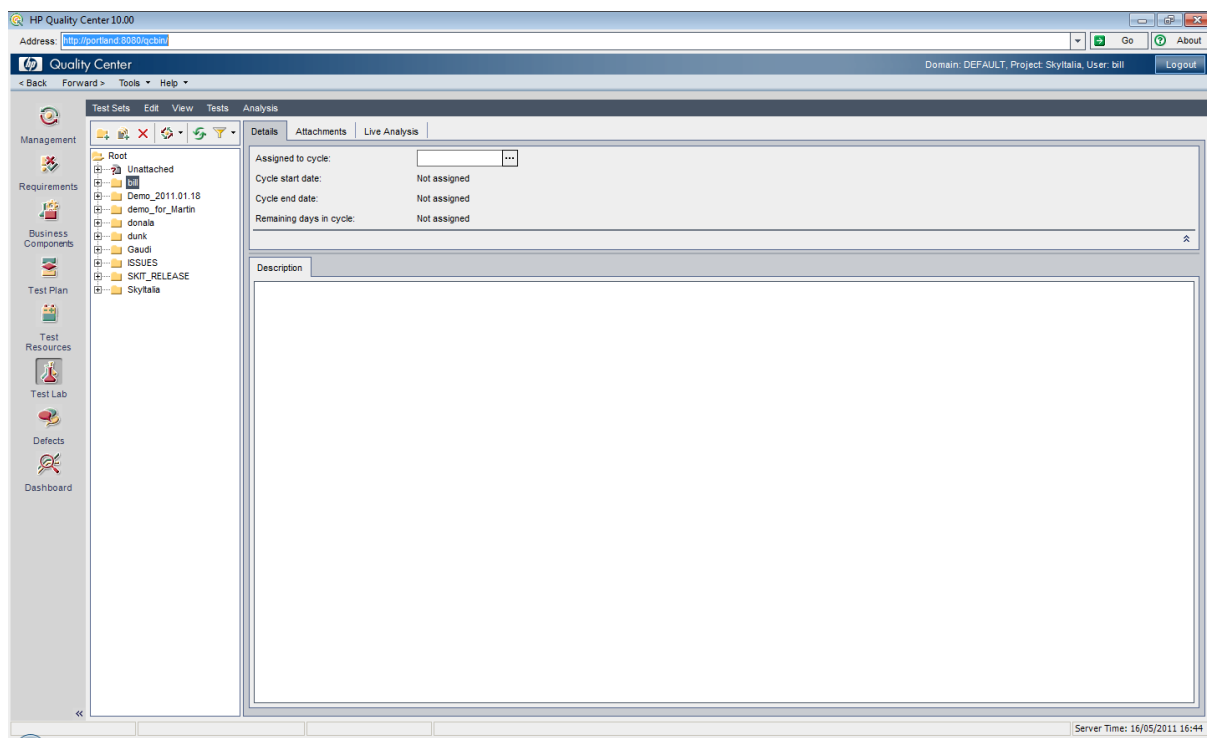 HP Quality Center 10.00
Address: http://portland:8080/qcbin/ Go About
hp Quality Center Domain: DEFAULT, Project: SkyItalia, User: bill Logout
< Back Forward > Tools Help
Test Sets Edit View Tests Analysis
Management
Requirements
Business
Components
Test Plan
Test
Resources
Test Lab
Defects
Dashboard
Root
Unattached
bill
Demo_2011.01.18
demo_for_Martin
donala
dunk
Gaudi
ISSUES
SKIT_RELEASE
SkyItalia
Details Attachments Live Analysis
Assigned to cycle:
Cycle start date: Not assigned
Cycle end date: Not assigned
Remaining days in cycle: Not assigned
Description
Server Time: 16/05/2011 16:44